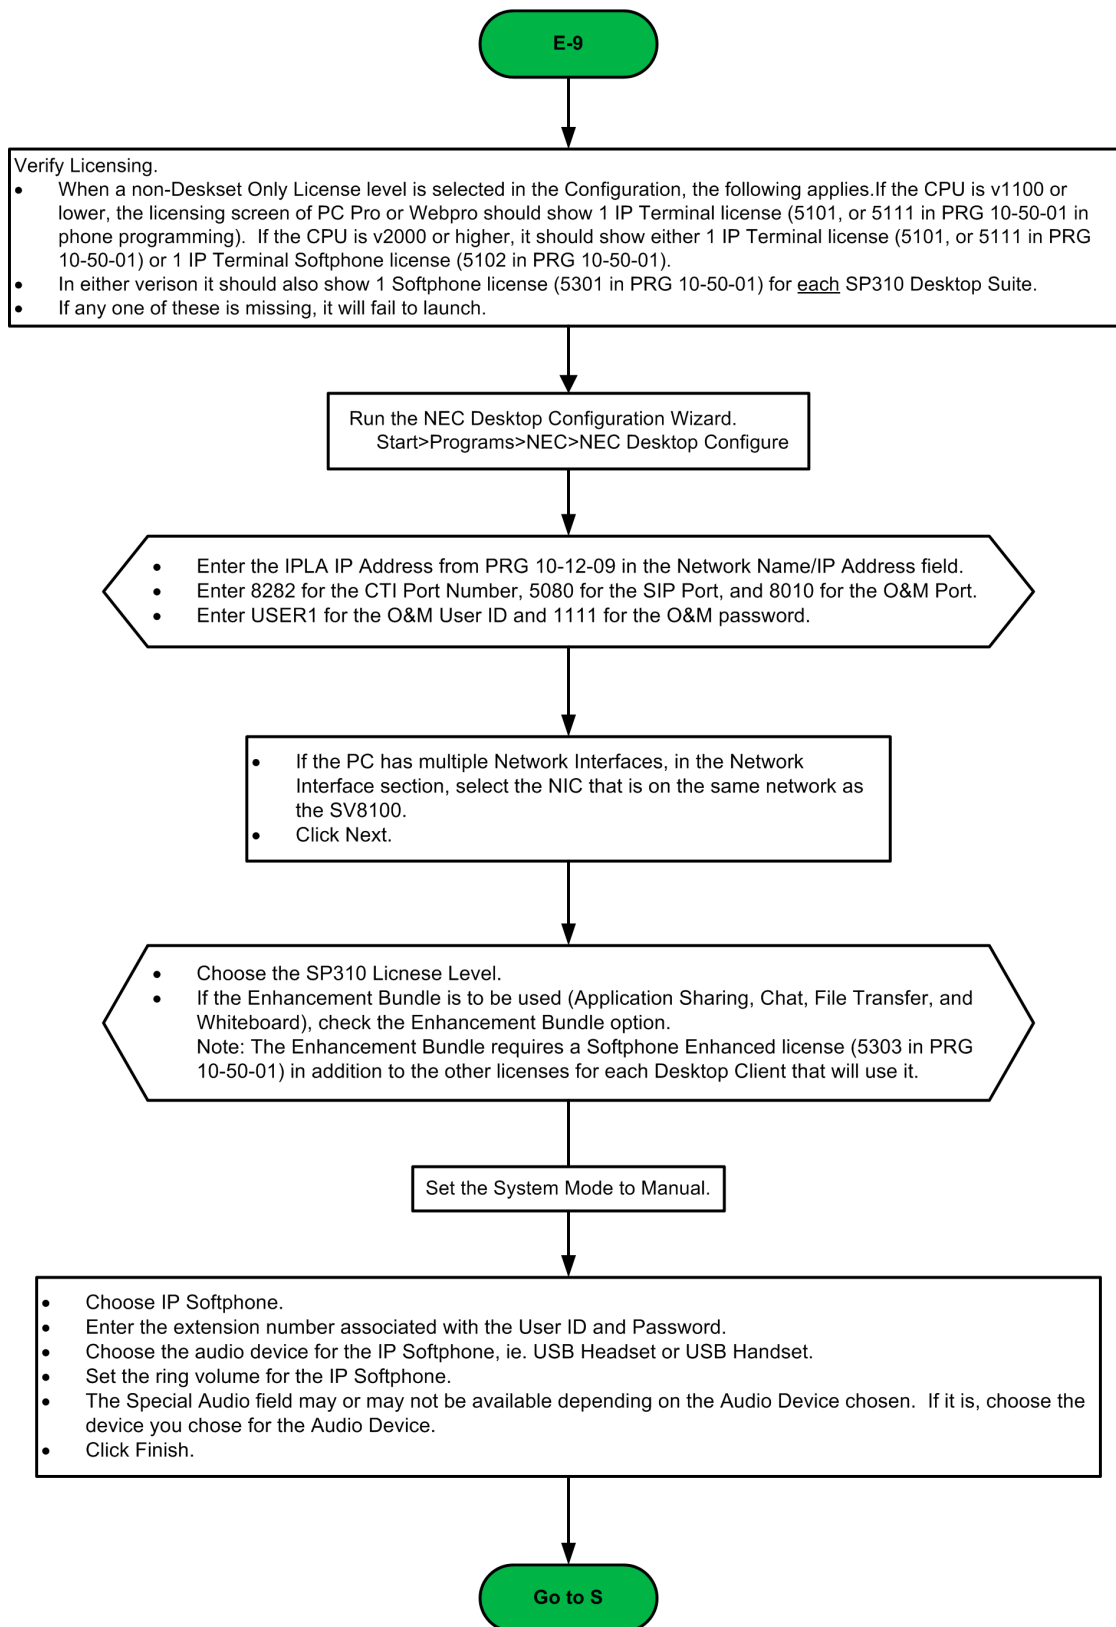 E-9
Verify Licensing.
• When a non-Deskset Only License level is selected in the Configuration, the following applies.If the CPU is v1100 or
lower, the licensing screen of PC Pro or Webpro should show 1 IP Terminal license (5101, or 5111 in PRG 10-50-01 in
phone programming).  If the CPU is v2000 or higher, it should show either 1 IP Terminal license (5101, or 5111 in PRG
10-50-01) or 1 IP Terminal Softphone license (5102 in PRG 10-50-01).
• In either verison it should also show 1 Softphone license (5301 in PRG 10-50-01) for each SP310 Desktop Suite.
• If any one of these is missing, it will fail to launch.
Run the NEC Desktop Configuration Wizard.
Start>Programs>NEC>NEC Desktop Configure
• Enter the IPLA IP Address from PRG 10-12-09 in the Network Name/IP Address field.
• Enter 8282 for the CTI Port Number, 5080 for the SIP Port, and 8010 for the O&M Port.
• Enter USER1 for the O&M User ID and 1111 for the O&M password.
• If the PC has multiple Network Interfaces, in the Network
Interface section, select the NIC that is on the same network as
the SV8100.
• Click Next.
• Choose the SP310 Licnese Level.
• If the Enhancement Bundle is to be used (Application Sharing, Chat, File Transfer, and
Whiteboard), check the Enhancement Bundle option.
Note: The Enhancement Bundle requires a Softphone Enhanced license (5303 in PRG
10-50-01) in addition to the other licenses for each Desktop Client that will use it.
Set the System Mode to Manual.
• Choose IP Softphone.
• Enter the extension number associated with the User ID and Password.
• Choose the audio device for the IP Softphone, ie. USB Headset or USB Handset.
• Set the ring volume for the IP Softphone.
• The Special Audio field may or may not be available depending on the Audio Device chosen.  If it is, choose the
device you chose for the Audio Device.
• Click Finish.
Go to S